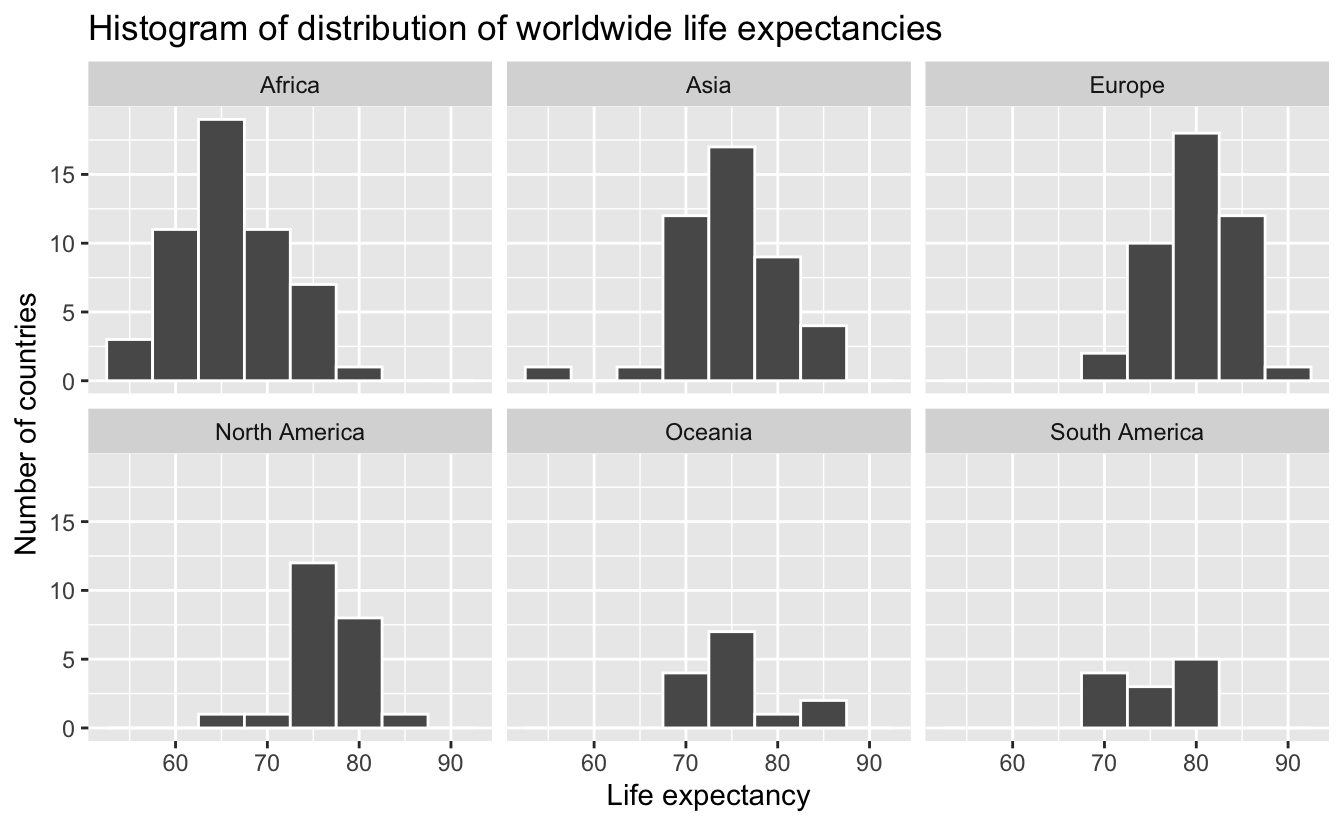 Histogram of distribution of worldwide life expectancies
Africa Asia Europe
15
10
5
0
North America Oceania South America
15
10
5
0
60 70 80 90 60 70 80 90 60 70 80 90
Life expectancy
Number of countries